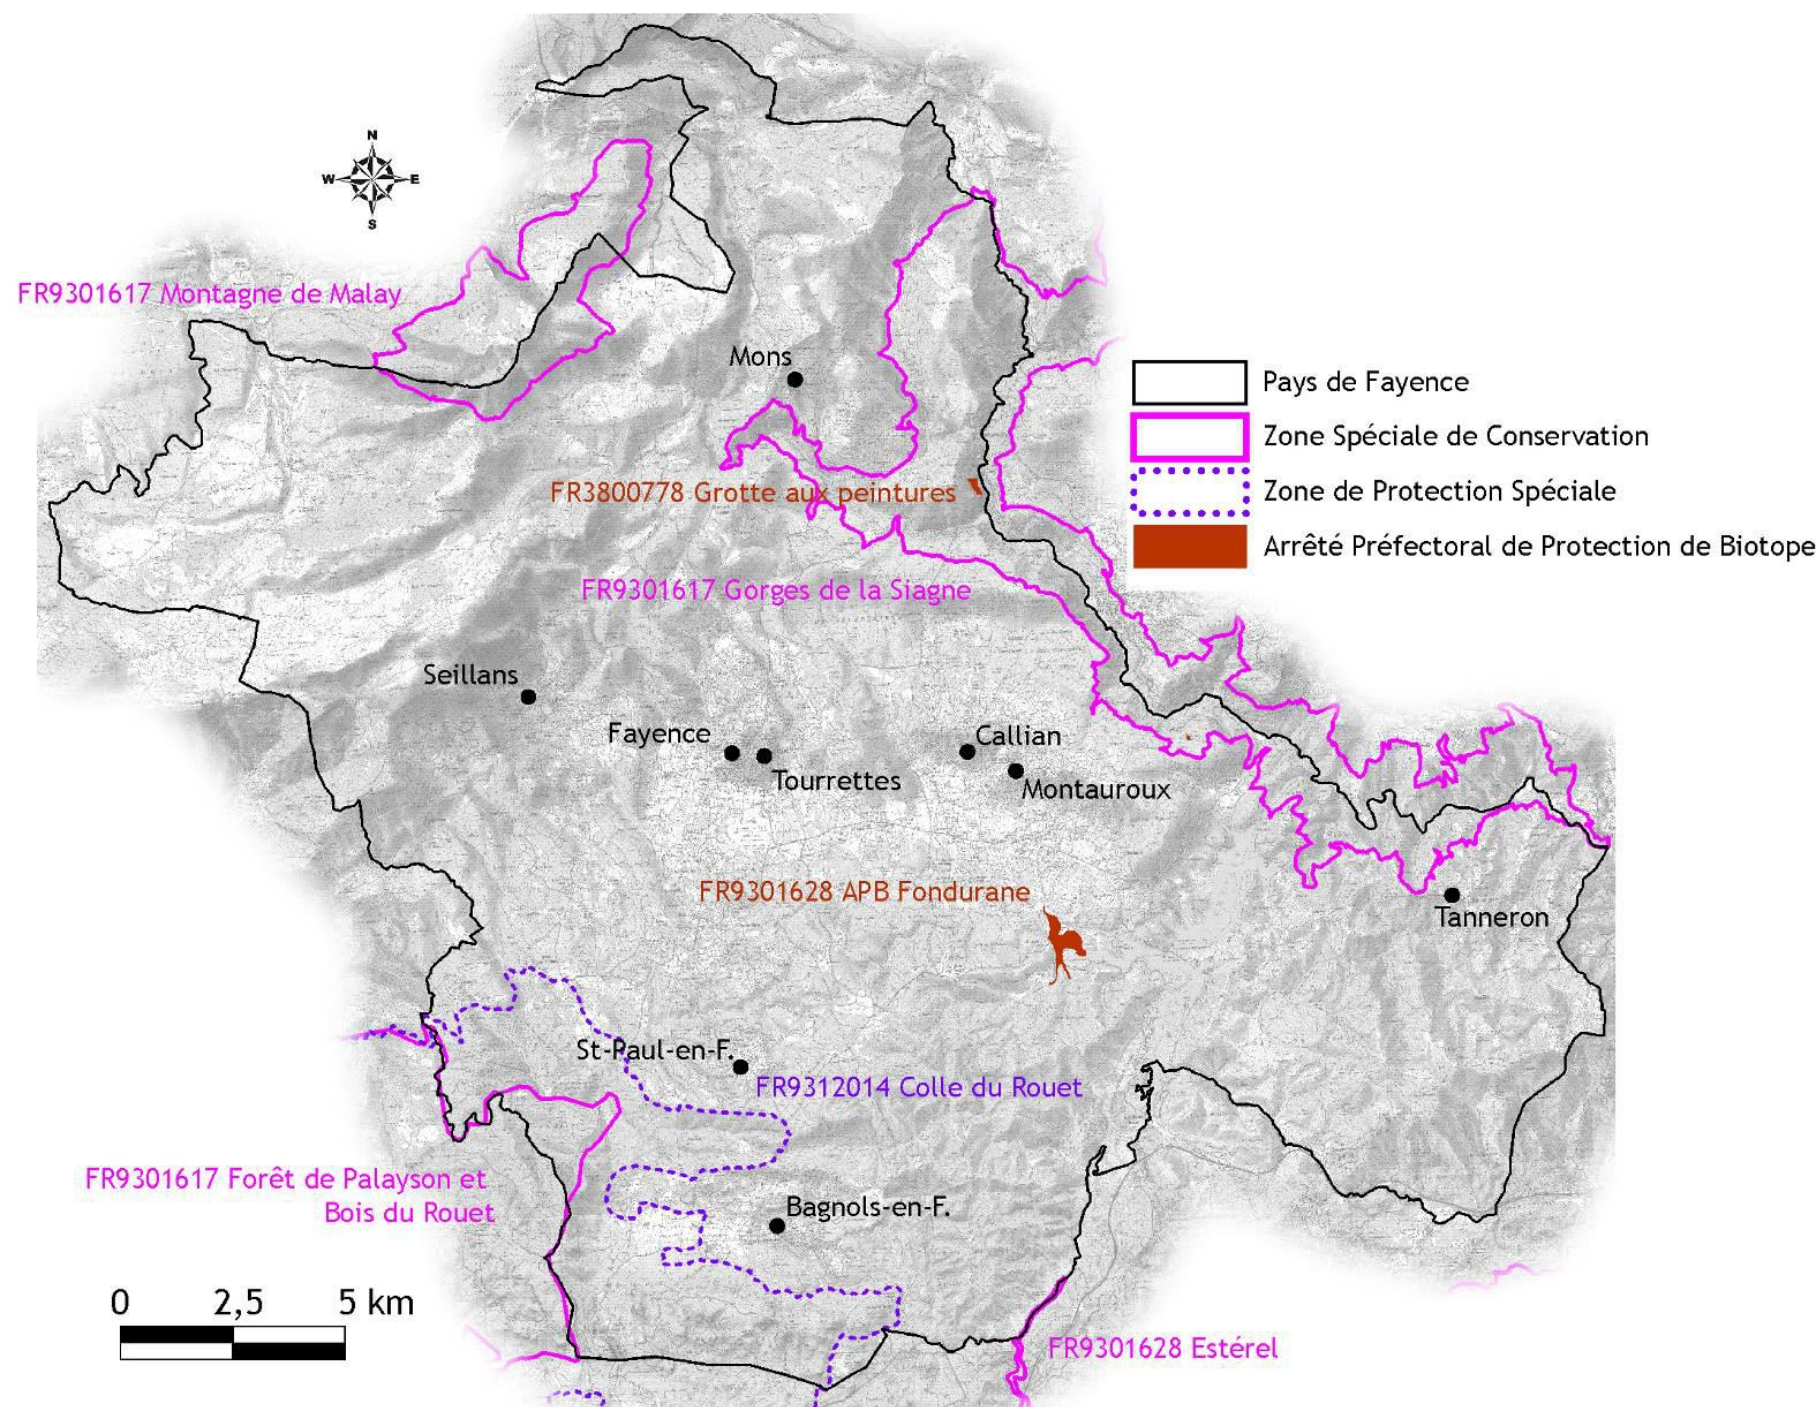 N
W E
S
FR9301617 Montagne de Malay
Mons
Pays de Fayence
Zone Spéciale de Conservation
Zone de Protection Spéciale
Arrêté Préfectoral de Protection de Biotope
FR3800778 Grotte aux peintures
FR9301617 Gorges de la Siagne
Seillans
Fayence
Tourrettes
Callian
Montauroux
FR9301628 APB Fondurane
Tanneron
St-Paul-en-F.
FR9312014 Colle du Rouet
FR9301617 Forêt de Palayson et
Bois du Rouet
Bagnols-en-F.
0 2,5 5 km
FR9301628 Estérel